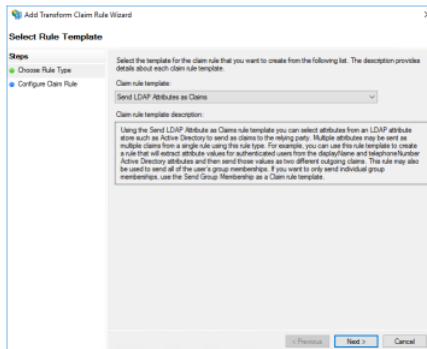 Add Transform Claim Rule Wizard
Select Rule Template
Steps
Choose Rule Type
Configure Claim Rule
Select the template for the claim rule that you want to create from the following list. The description provides
details about each claim rule template.
Claim rule template:
Send LDAP Attributes as Claims
Claim rule template description:
Using the Send LDAP Attribute as Claims rule template you can select attributes from an LDAP attribute
store such as Active Directory to send as claims to the relying party. Multiple attributes may be sent as
multiple claims from a single rule using this rule type. For example, you can use this rule template to create
a rule that will extract attribute values for authenticated users from the displayName and telephoneNumber
Active Directory attributes and then send those values as two different outgoing claims. This rule may also
be used to send all of the user's group memberships. If you want to only send individual group
memberships, use the Send Group Membership as a Claim rule template.
< Previous
Next >
Cancel